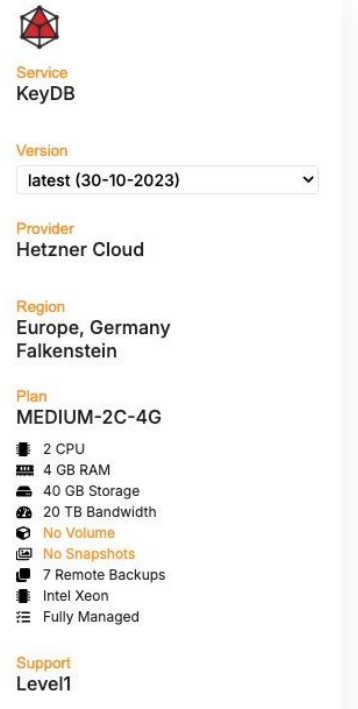 Service
KeyDB
Version
latest (30-10-2023)
Provider
Hetzner Cloud
Region
Europe, Germany
Falkenstein
Plan
MEDIUM-2C-4G
2 CPU
4 GB RAM
40 GB Storage
20 TB Bandwidth
No Volume
No Snapshots
7 Remote Backups
Intel Xeon
Fully Managed
Support
Level1